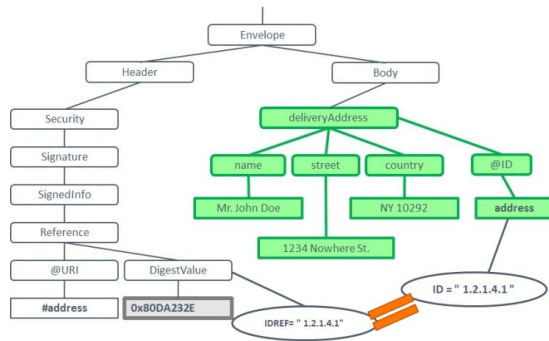 Envelope
Header
Body
Security
deliveryAddress
Signature
name
street
country
@ID
SignedInfo
Mr. John Doe
NY 10292
address
Reference
1234 Nowhere St.
@URI
DigestValue
ID = " 1.2.1.4.1 "
#address
0x80DA232E
IDREF= " 1.2.1.4.1"